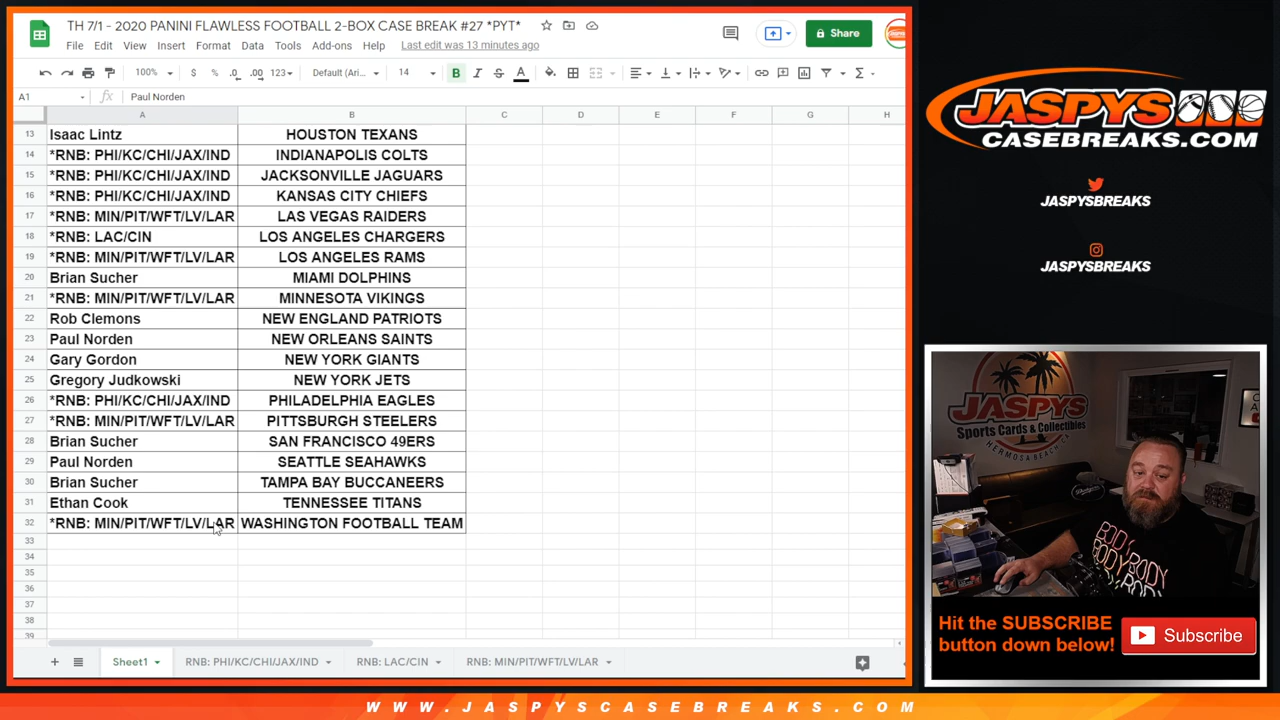 TH 7/1 - 2020 PANINI FLAWLESS FOOTBALL 2-BOX CASE BREAK #27 *PYT*
File Edit View Insert Format Data Tools Add-ons Help Last edit was 13 minutes ago
Share
100% $ % .0 .00 123 Default (Ari... 14 B I S A
A1 fx Paul Norden
A B C D E F G H
13 Isaac Lintz HOUSTON TEXANS
14 *RNB: PHI/KC/CHI/JAX/IND INDIANAPOLIS COLTS
15 *RNB: PHI/KC/CHI/JAX/IND JACKSONVILLE JAGUARS
16 *RNB: PHI/KC/CHI/JAX/IND KANSAS CITY CHIEFS
17 *RNB: MIN/PIT/WFT/LV/LAR LAS VEGAS RAIDERS
18 *RNB: LAC/CIN LOS ANGELES CHARGERS
19 *RNB: MIN/PIT/WFT/LV/LAR LOS ANGELES RAMS
20 Brian Sucher MIAMI DOLPHINS
21 *RNB: MIN/PIT/WFT/LV/LAR MINNESOTA VIKINGS
22 Rob Clemons NEW ENGLAND PATRIOTS
23 Paul Norden NEW ORLEANS SAINTS
24 Gary Gordon NEW YORK GIANTS
25 Gregory Judkowski NEW YORK JETS
26 *RNB: PHI/KC/CHI/JAX/IND PHILADELPHIA EAGLES
27 *RNB: MIN/PIT/WFT/LV/LAR PITTSBURGH STEELERS
28 Brian Sucher SAN FRANCISCO 49ERS
29 Paul Norden SEATTLE SEAHAWKS
30 Brian Sucher TAMPA BAY BUCCANEERS
31 Ethan Cook TENNESSEE TITANS
32 *RNB: MIN/PIT/WFT/LV/LAR WASHINGTON FOOTBALL TEAM
33
34
35
36
37
38
39
Sheet1 RNB: PHI/KC/CHI/JAX/IND RNB: LAC/CIN RNB: MIN/PIT/WFT/LV/LAR
JASPYS
CASEBREAKS.COM
JASPYSBREAKS
JASPYSBREAKS
JASPYS
Sports Cards & Collectibles
HERMOSA BEACH
BODY
BODY
BODY
BODY
Hit the SUBSCRIBE
button down below!
Subscribe
WWW.JASPYSCASEBREAKS.COM